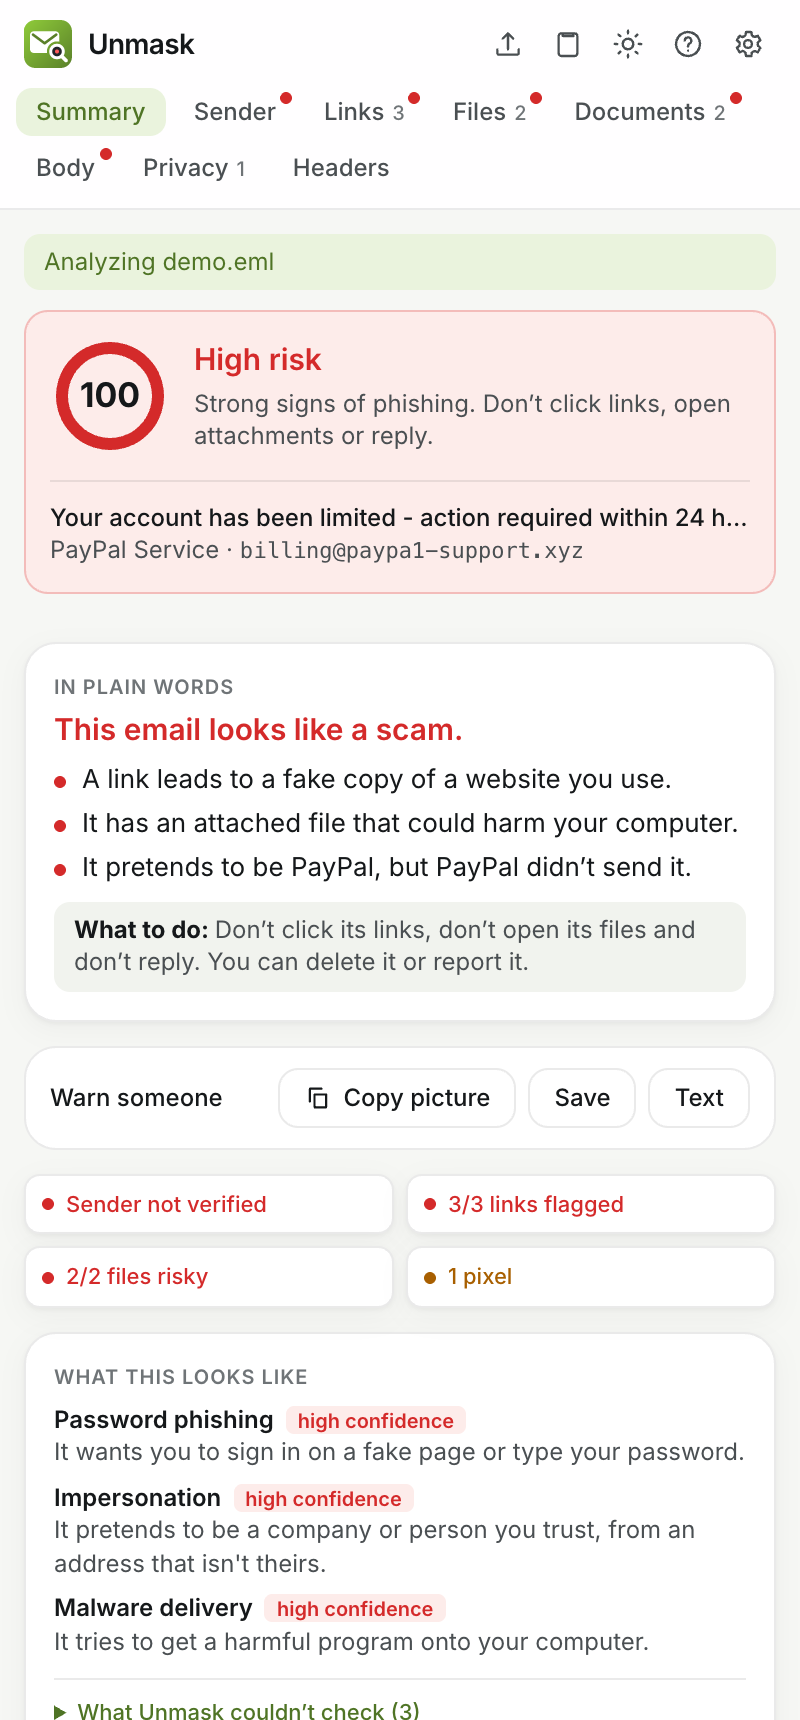 Unmask
Summary
Sender
Links 3
Files 2
Documents 2
Body
Privacy 1
Headers
Analyzing demo.eml
100
High risk
Strong signs of phishing. Don’t click links, open
attachments or reply.
Your account has been limited - action required within 24 h…
PayPal Service · billing@paypa1-support.xyz
IN PLAIN WORDS
This email looks like a scam.
A link leads to a fake copy of a website you use.
It has an attached file that could harm your computer.
It pretends to be PayPal, but PayPal didn’t send it.
What to do: Don’t click its links, don’t open its files and
don’t reply. You can delete it or report it.
Warn someone
Copy picture
Save
Text
Sender not verified
3/3 links flagged
2/2 files risky
1 pixel
WHAT THIS LOOKS LIKE
Password phishing high confidence
It wants you to sign in on a fake page or type your password.
Impersonation high confidence
It pretends to be a company or person you trust, from an
address that isn't theirs.
Malware delivery high confidence
It tries to get a harmful program onto your computer.
What Unmask couldn’t check (3)